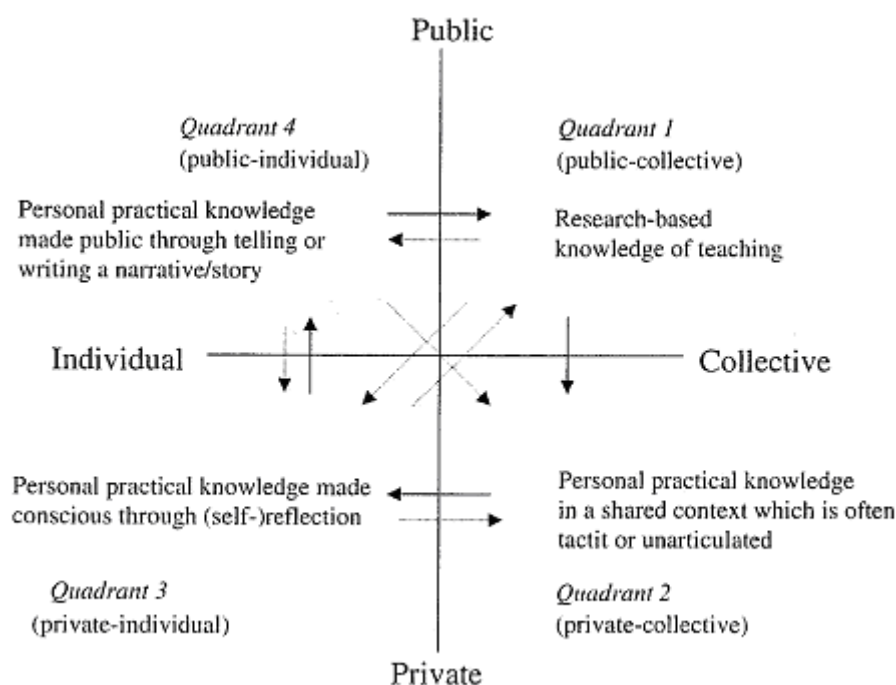 Public
Quadrant 4
(public-individual)
Quadrant 1
(public-collective)
Personal practical knowledge
made public through telling or
writing a narrative/story
Research-based
knowledge of teaching
Individual
Collective
Personal practical knowledge made
conscious through (self-)reflection
Personal practical knowledge
in a shared context which is often
tactit or unarticulated
Quadrant 3
(private-individual)
Quadrant 2
(private-collective)
Private